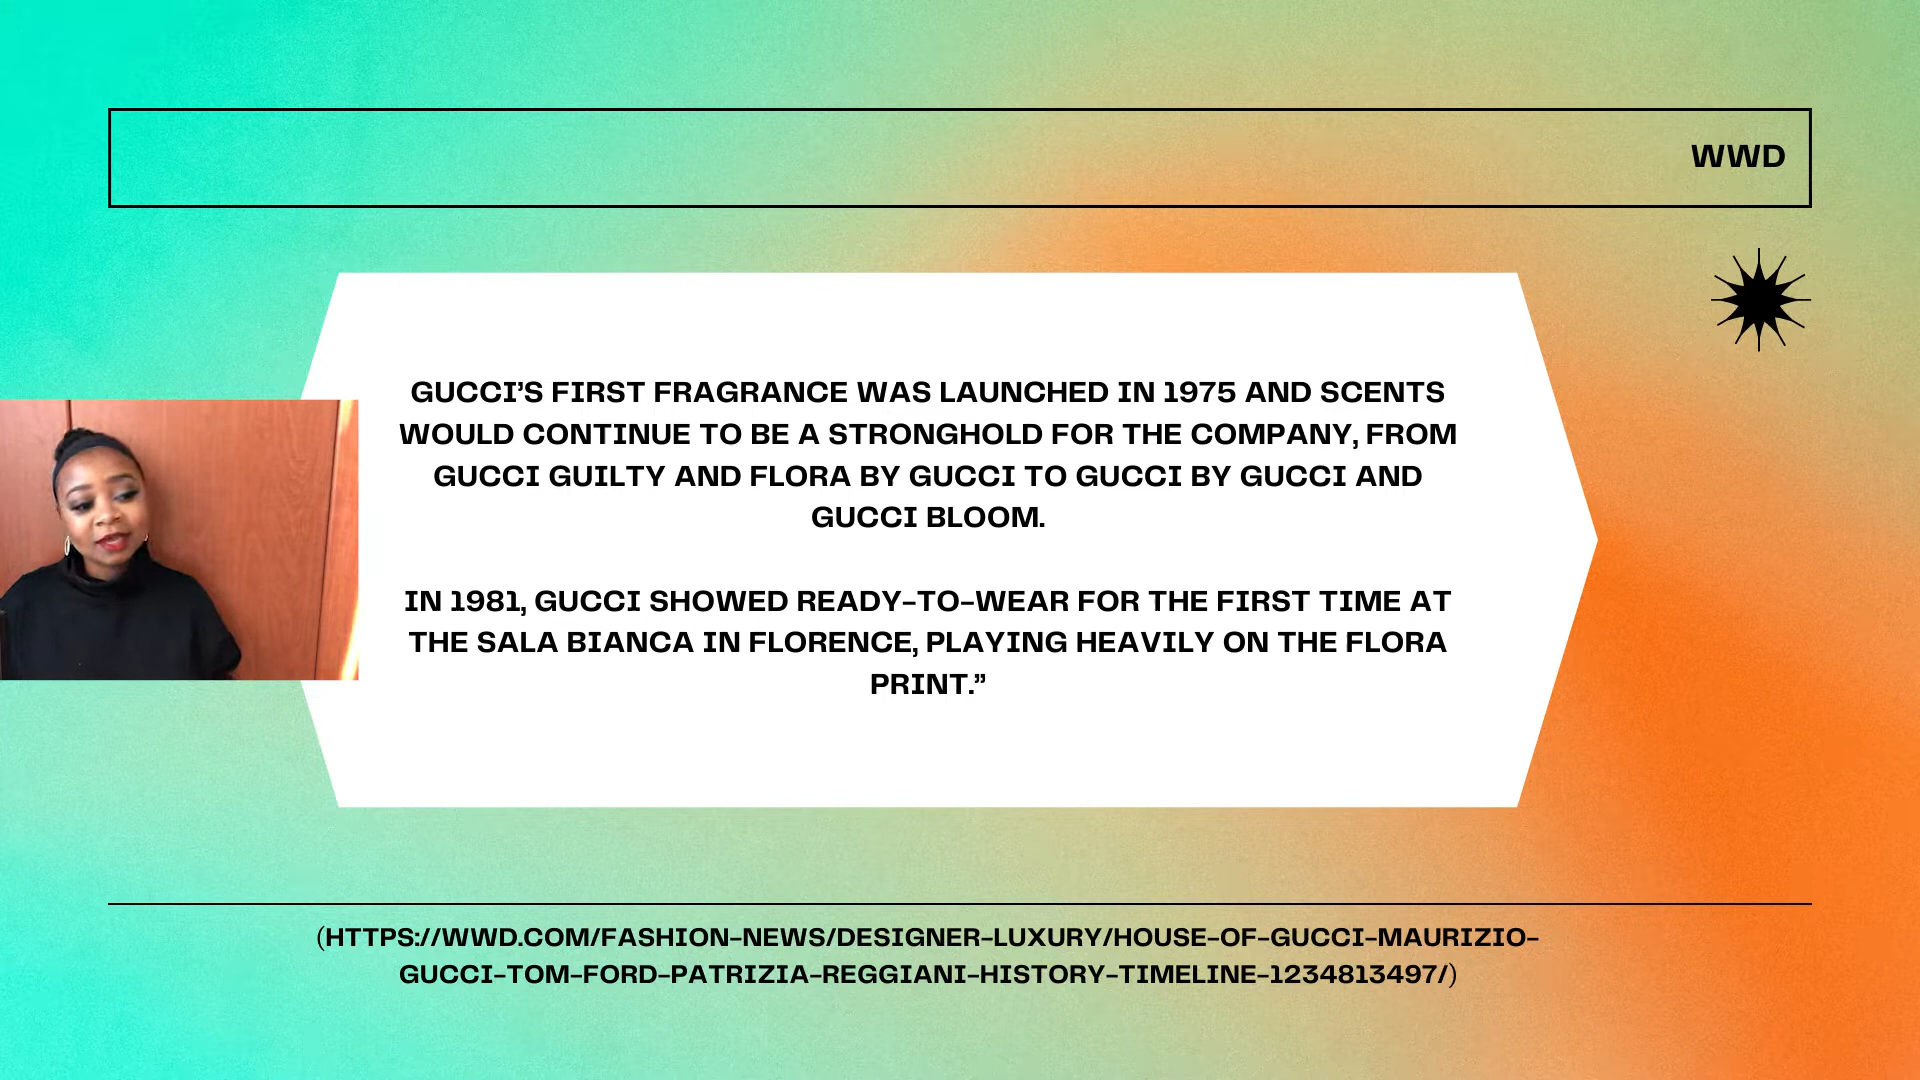 WWD
GUCCI’S FIRST FRAGRANCE WAS LAUNCHED IN 1975 AND SCENTS
WOULD CONTINUE TO BE A STRONGHOLD FOR THE COMPANY, FROM
GUCCI GUILTY AND FLORA BY GUCCI TO GUCCI BY GUCCI AND
GUCCI BLOOM.
IN 1981, GUCCI SHOWED READY-TO-WEAR FOR THE FIRST TIME AT
THE SALA BIANCA IN FLORENCE, PLAYING HEAVILY ON THE FLORA
PRINT.”
(HTTPS://WWD.COM/FASHION-NEWS/DESIGNER-LUXURY/HOUSE-OF-GUCCI-MAURIZIO-
GUCCI-TOM-FORD-PATRIZIA-REGGIANI-HISTORY-TIMELINE-1234813497/)